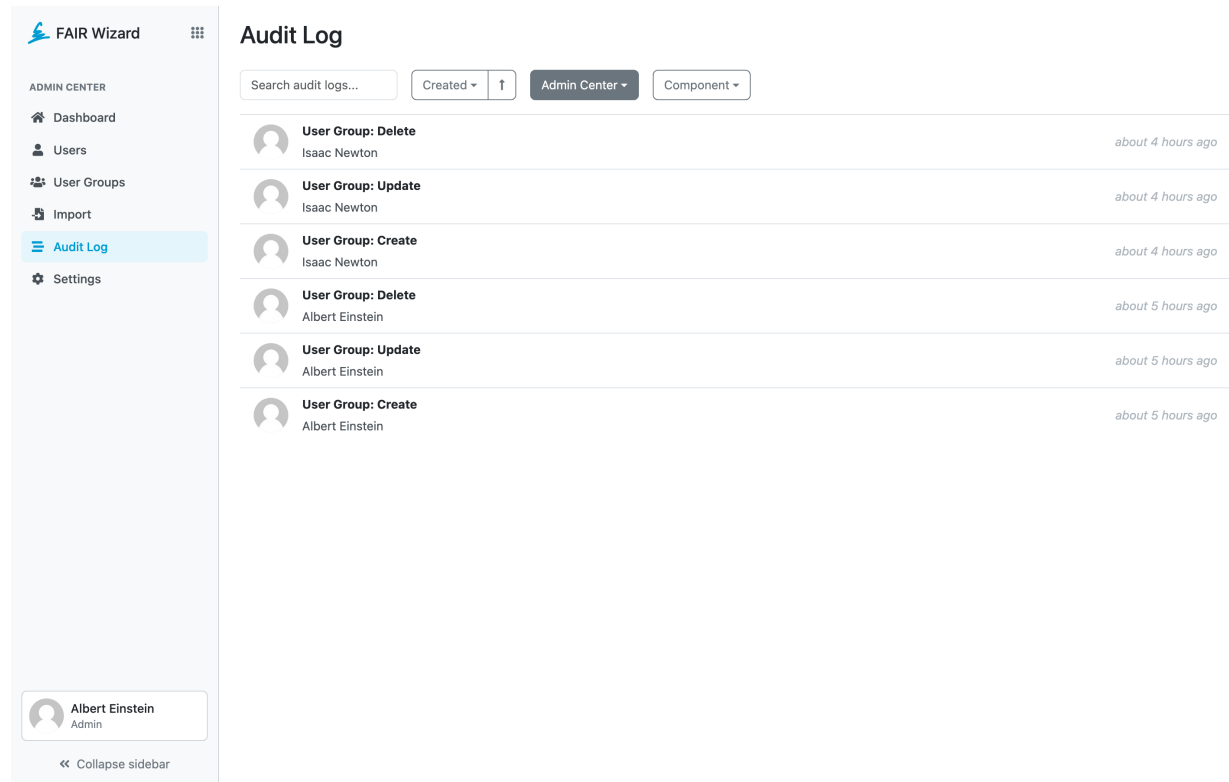 FAIR Wizard
ADMIN CENTER
Dashboard
Users
User Groups
Import
Audit Log
Settings
Albert Einstein
Admin
Collapse sidebar
Audit Log
Search audit logs...
Created
Admin Center
Component
User Group: Delete
Isaac Newton
about 4 hours ago
User Group: Update
Isaac Newton
about 4 hours ago
User Group: Create
Isaac Newton
about 4 hours ago
User Group: Delete
Albert Einstein
about 5 hours ago
User Group: Update
Albert Einstein
about 5 hours ago
User Group: Create
Albert Einstein
about 5 hours ago